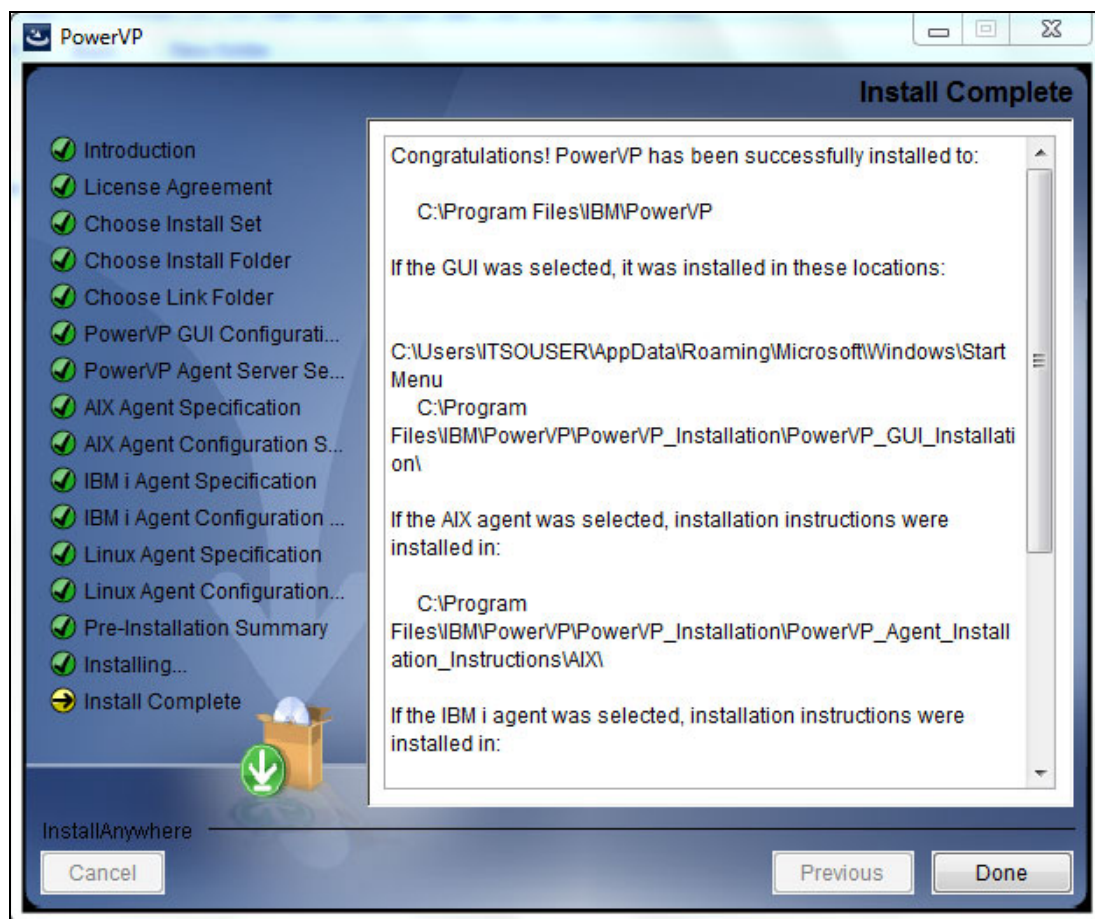 PowerVP
Install Complete
Introduction
License Agreement
Choose Install Set
Choose Install Folder
Choose Link Folder
PowerVP GUI Configurati...
PowerVP Agent Server Se...
AIX Agent Specification
AIX Agent Configuration S...
IBM i Agent Specification
IBM i Agent Configuration ...
Linux Agent Specification
Linux Agent Configuration...
Pre-Installation Summary
Installing...
Install Complete
Congratulations! PowerVP has been successfully installed to:
C:\Program Files\IBM\PowerVP
If the GUI was selected, it was installed in these locations:
C:\Users\ITSOUSER\AppData\Roaming\Microsoft\Windows\Start
Menu
C:\Program
Files\IBM\PowerVP\PowerVP_Installation\PowerVP_GUI_Installati
on\
If the AIX agent was selected, installation instructions were
installed in:
C:\Program
Files\IBM\PowerVP\PowerVP_Installation\PowerVP_Agent_Install
ation_Instructions\AIX\
If the IBM i agent was selected, installation instructions were
installed in:
InstallAnywhere
Cancel
Previous
Done